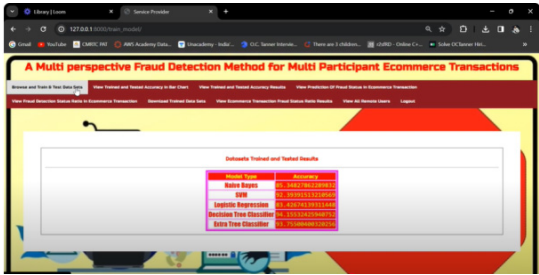 Library | Loom
Service Provider
127.0.0.1:8000/train_model/
Gmail YouTube CMRTC PAT AWS Academy Data... Unacademy - India'... O.C. Tanner Intervie... There are 3 children... Online C+...
A Multi perspective Fraud Detection Method for Multi Participant Ecommerce Transactions
Browse and Train & Test Data Sets View Trained and Tested Accuracy in Bar Chart View Trained and Tested Accuracy Results View Prediction Of Fraud Status in Ecommerce Transaction
View Fraud Detection Status Ratio in Ecommerce Transaction Download Trained Data Sets View Ecommerce Transaction Fraud Status Ratio Results View All Remote Users Logout
Datasets Trained and Tested Results
Model Type Accuracy
Naive Bayes
SVM
Logistic Regression
Decision Tree Classifier
Extra Tree Classifier